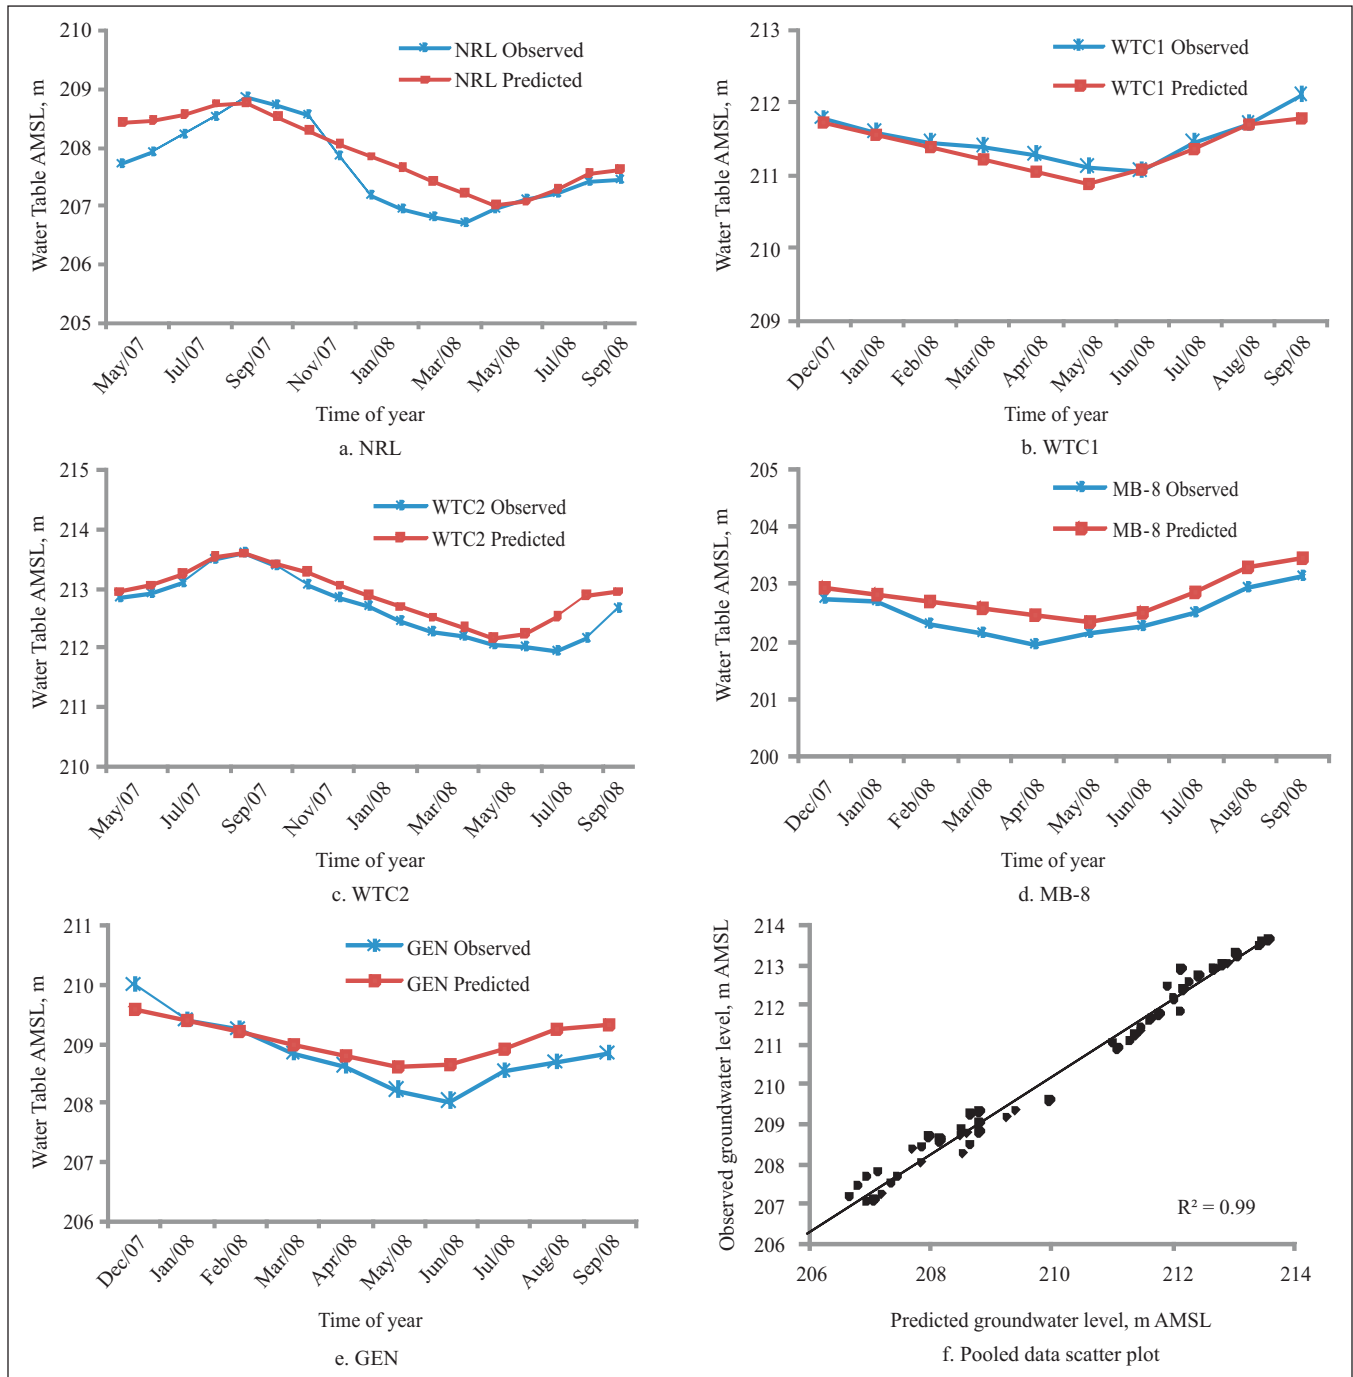 210
209
208
207
206
205
Water Table AMSL, m
NRL Observed
NRL Predicted
May/07
Jul/07
Sep/07
Nov/07
Jan/08
Mar/08
May/08
Jul/08
Sep/08
Time of year
a. NRL
213
212
211
210
209
Water Table AMSL, m
WTC1 Observed
WTC1 Predicted
Dec/07
Jan/08
Feb/08
Mar/08
Apr/08
May/08
Jun/08
Jul/08
Aug/08
Sep/08
Time of year
b. WTC1
215
214
213
212
211
210
Water Table AMSL, m
WTC2 Observed
WTC2 Predicted
May/07
Jul/07
Sep/07
Nov/07
Jan/08
Mar/08
May/08
Jul/08
Sep/08
Time of year
c. WTC2
205
204
203
202
201
200
Water Table AMSL, m
MB-8 Observed
MB-8 Predicted
Dec/07
Jan/08
Feb/08
Mar/08
Apr/08
May/08
Jun/08
Jul/08
Aug/08
Sep/08
Time of year
d. MB-8
211
210
209
208
207
206
Water Table AMSL, m
GEN Observed
GEN Predicted
Dec/07
Jan/08
Feb/08
Mar/08
Apr/08
May/08
Jun/08
Jul/08
Aug/08
Sep/08
Time of year
e. GEN
214
213
212
211
210
209
208
207
206
Observed groundwater level, m AMSL
R² = 0.99
206
208
210
212
214
Predicted groundwater level, m AMSL
f. Pooled data scatter plot